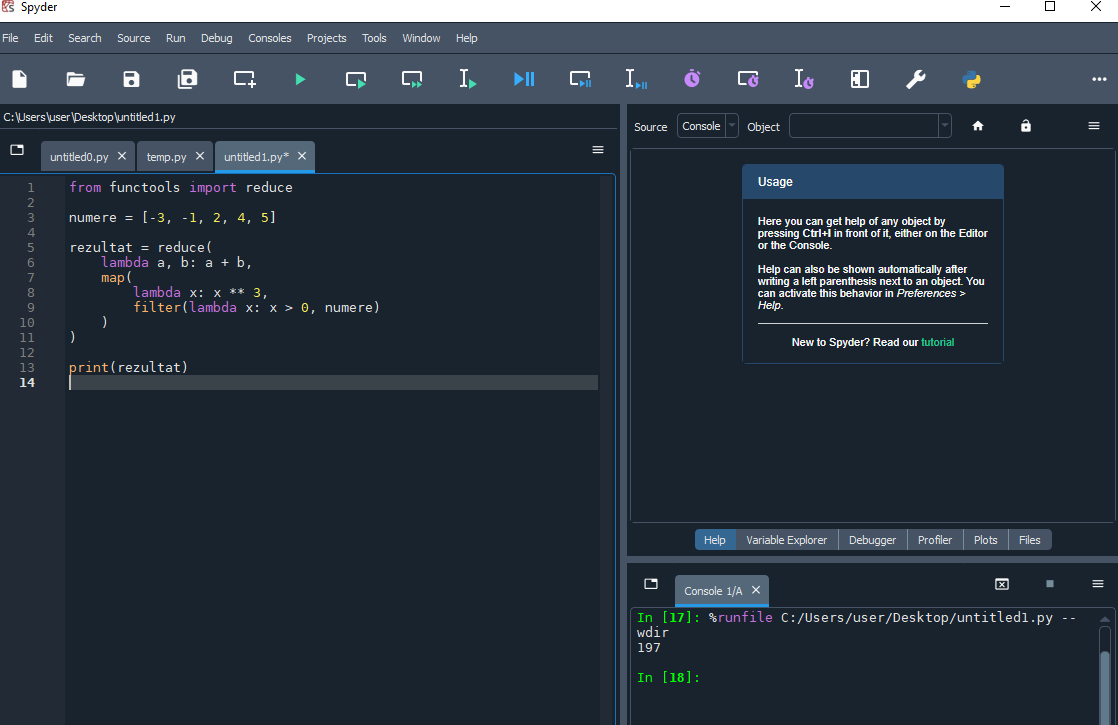 Spyder
File Edit Search Source Run Debug Consoles Projects Tools Window Help
C:\Users\user\Desktop\untitled1.py
untitled0.py temp.py untitled1.py*
1 from functools import reduce
2
3 numere = [-3, -1, 2, 4, 5]
4
5 rezultat = reduce(
6     lambda a, b: a + b,
7     map(
8         lambda x: x ** 3,
9         filter(lambda x: x > 0, numere)
10     )
11 )
12
13 print(rezultat)
14
Source Console Object
Usage
Here you can get help of any object by
pressing Ctrl+I in front of it, either on the Editor
or the Console.
Help can also be shown automatically after
writing a left parenthesis next to an object. You
can activate this behavior in Preferences >
Help.
New to Spyder? Read our tutorial
Help Variable Explorer Debugger Profiler Plots Files
Console 1/A
In [17]: %runfile C:/Users/user/Desktop/untitled1.py --
wdir
197
In [18]: